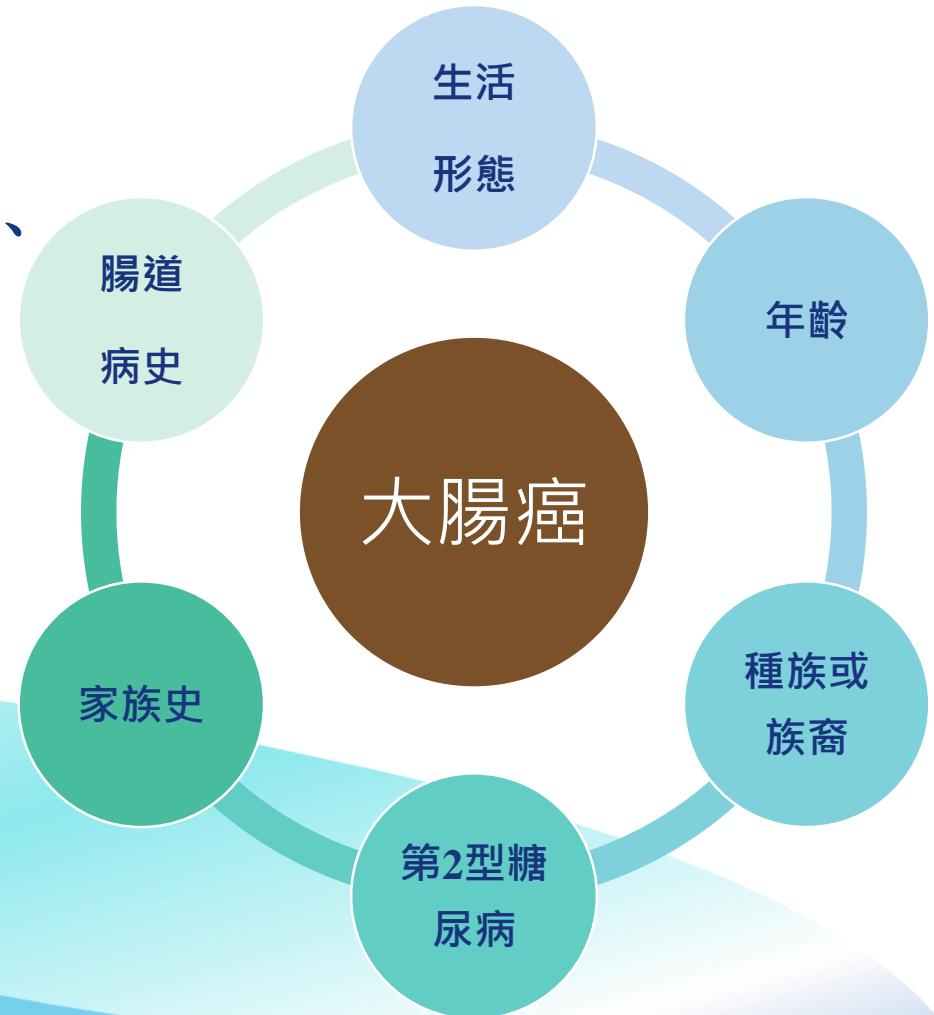 生活
形態
、
腸道
病史
年齡
大腸癌
種族或
族裔
家族史
第2型糖
尿病